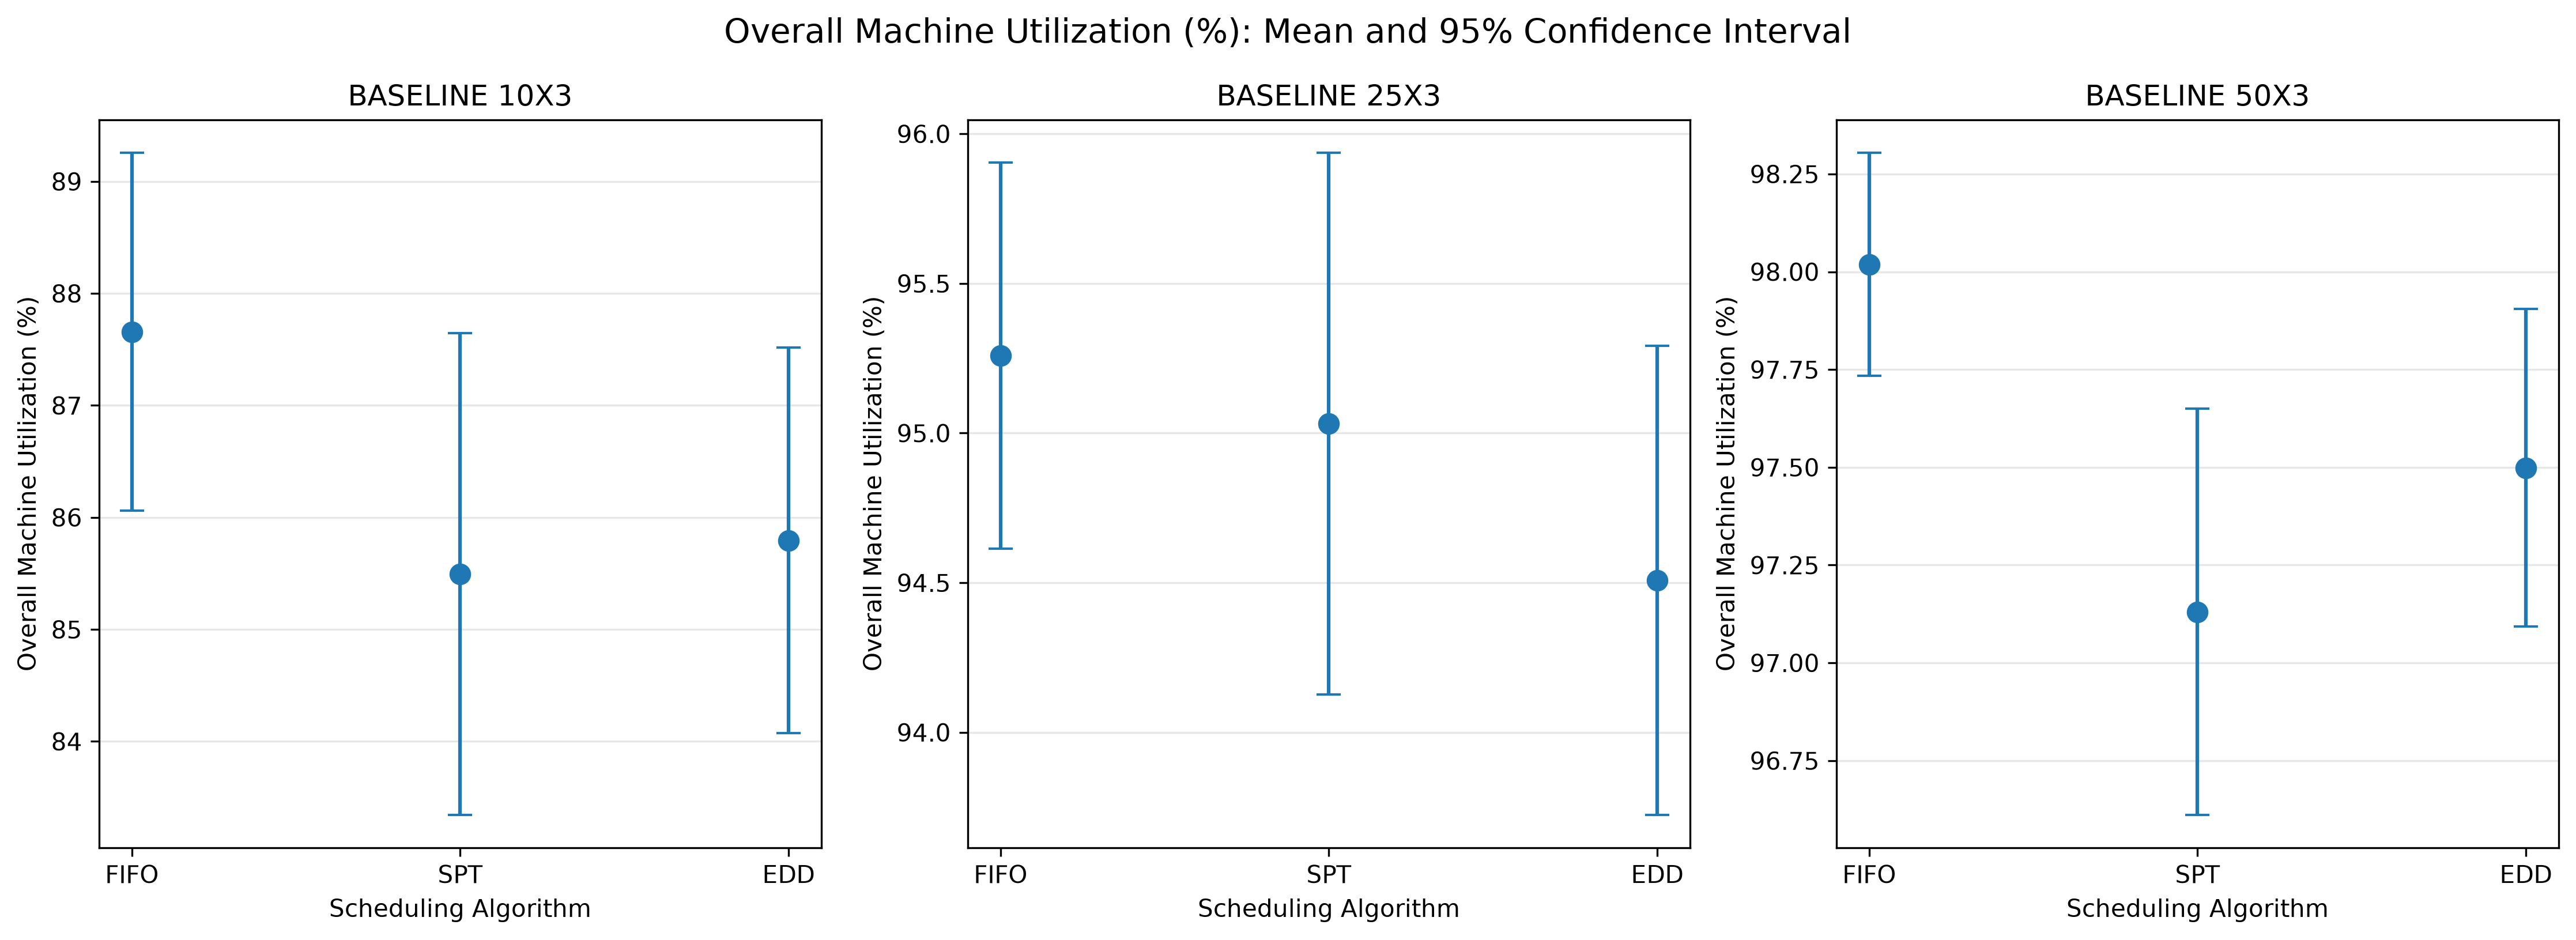 Overall Machine Utilization (%): Mean and 95% Confidence Interval
BASELINE 10X3
Overall Machine Utilization (%)
89
88
87
86
85
84
FIFO SPT EDD
Scheduling Algorithm
BASELINE 25X3
Overall Machine Utilization (%)
96.0
95.5
95.0
94.5
94.0
FIFO SPT EDD
Scheduling Algorithm
BASELINE 50X3
Overall Machine Utilization (%)
98.25
98.00
97.75
97.50
97.25
97.00
96.75
FIFO SPT EDD
Scheduling Algorithm